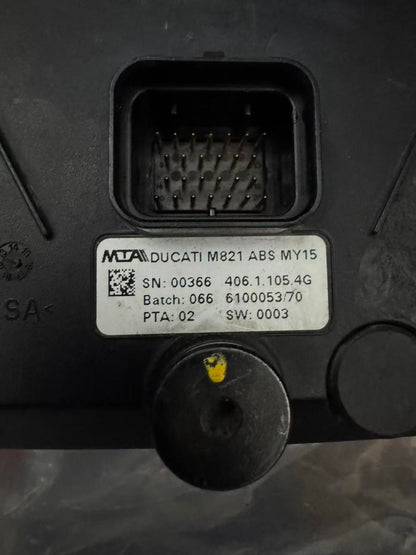 MTA DUCATI M821 ABS MY15
SN: 00366 406.1.105.4G
Batch: 066 6100053/70
PTA: 02 SW: 0003
SA<